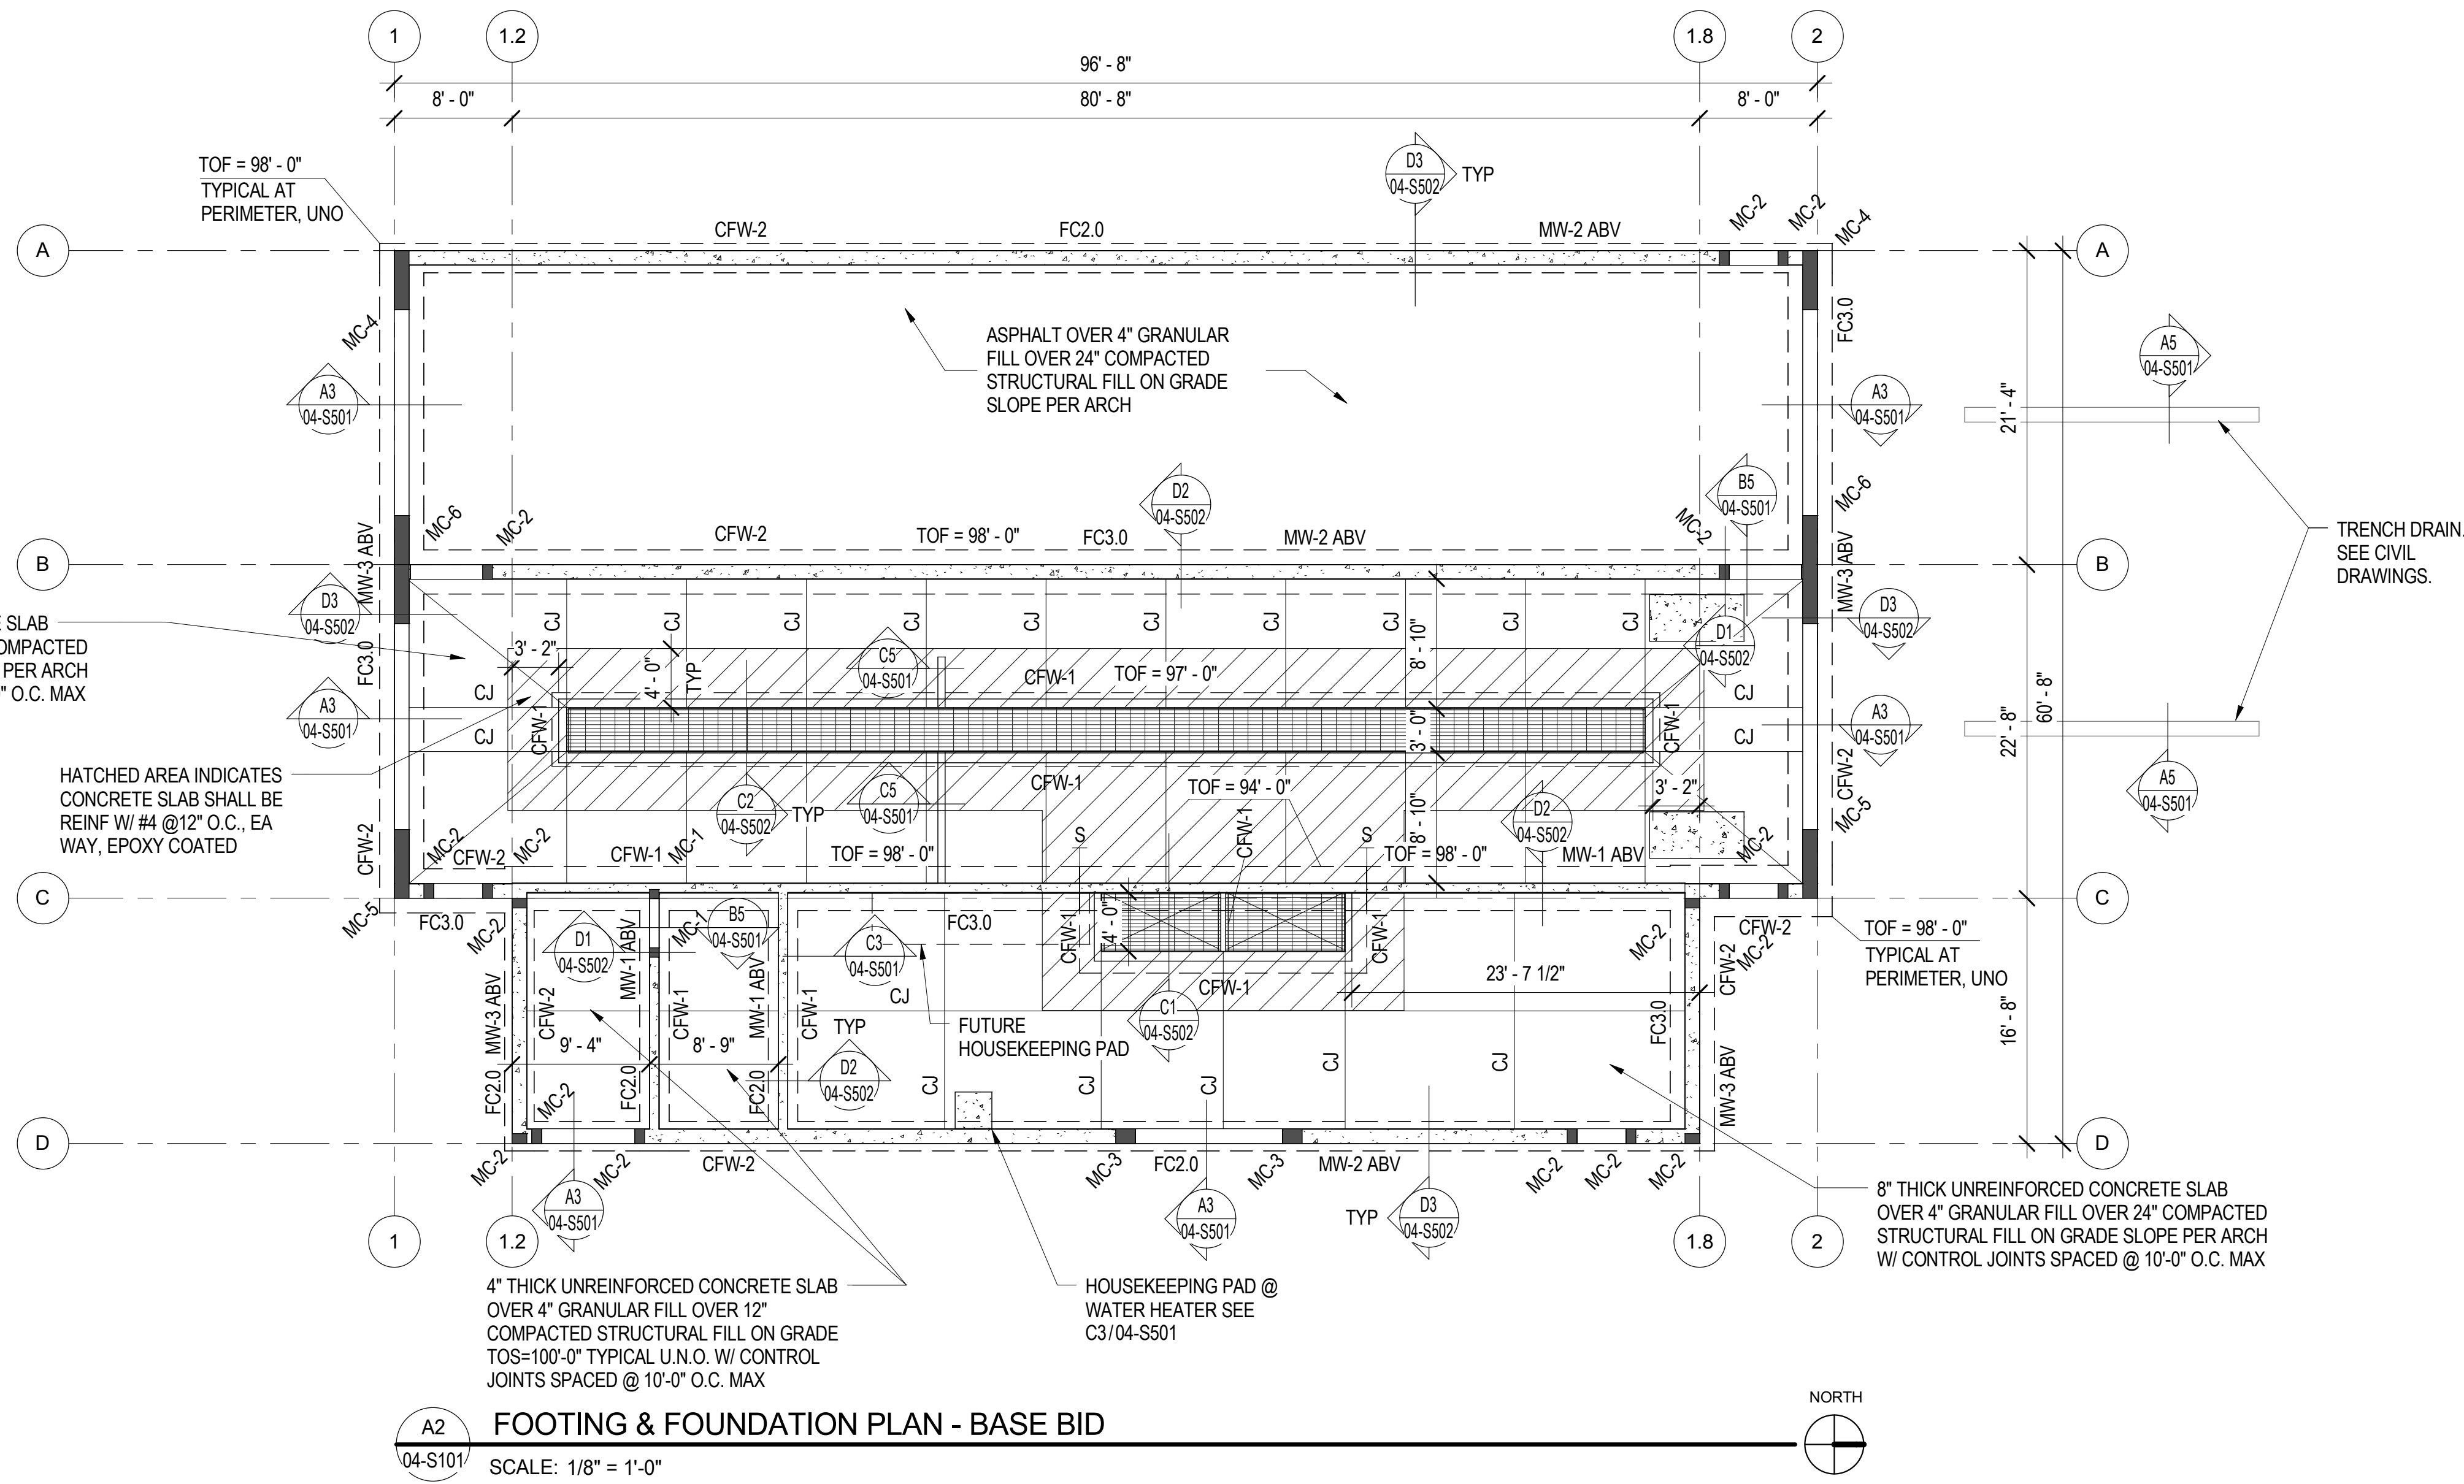 1
1.2
1.8
2
96' - 8"
8' - 0"
80' - 8"
8' - 0"
TOF = 98' - 0"
TYPICAL AT
PERIMETER, UNO
D3
04-S502
TYP
MC-2
MC-2
MC-4
CFW-2
FC2.0
MW-2 ABV
A
A
MC-4
FC3.0
ASPHALT OVER 4" GRANULAR
FILL OVER 24" COMPACTED
STRUCTURAL FILL ON GRADE
SLOPE PER ARCH
A3
04-S501
A3
04-S501
A5
04-S501
21' - 4"
D2
04-S502
B5
04-S501
MC-6
MC-6
MC-2
MC-2
CFW-2
TOF = 98' - 0"
FC3.0
MW-2 ABV
TRENCH DRAIN.
SEE CIVIL
DRAWINGS.
B
B
MW-3 ABV
MW-3 ABV
D3
04-S502
D3
04-S502
D1
04-S502
E SLAB
OMPACTED
PER ARCH
" O.C. MAX
FC3.0
CJ
CJ
CJ
CJ
CJ
CJ
CJ
CJ
CJ
CJ
3' - 2"
4' - 0"
TYP
C5
04-S501
CFW-1
TOF = 97' - 0"
8' - 10"
CJ
CJ
A3
04-S501
CFW-1
3' - 0"
CFW-1
A3
04-S501
22' - 8"
60' - 8"
CJ
CJ
HATCHED AREA INDICATES
CONCRETE SLAB SHALL BE
REINF W/ #4 @12" O.C., EA
WAY, EPOXY COATED
C2
04-S502
TYP
C5
04-S501
CFW-1
TOF = 94' - 0"
D2
04-S502
3' - 2"
CFW-2
MC-5
A5
04-S501
CFW-2
MC-2
CFW-2
MC-2
CFW-1
MC-1
TOF = 98' - 0"
S
CFW-1
S
8' - 10"
TOF = 98' - 0"
MW-1 ABV
MC-2
C
C
MC-5
FC3.0
MC-2
D1
04-S502
MW-1 ABV
MC-1
B5
04-S501
C3
04-S501
FC3.0
CFW-1
4' - 0"
CFW-1
MC-2
MC-2
CFW-2
TOF = 98' - 0"
TYPICAL AT
PERIMETER, UNO
MW-3 ABV
CFW-2
CFW-1
MW-1 ABV
CFW-1
CJ
CFW-1
23' - 7 1/2"
CFW-2
FC3.0
16' - 8"
C1
04-S502
TYP
FUTURE
HOUSEKEEPING PAD
9' - 4"
8' - 9"
D2
04-S502
FC2.0
MC-2
FC2.0
FC2.0
CJ
CJ
CJ
CJ
CJ
MW-3 ABV
D
D
MC-2
MC-2
CFW-2
MC-3
FC2.0
MC-3
MW-2 ABV
MC-2
MC-2
MC-2
A3
04-S501
A3
04-S501
TYP
D3
04-S502
8" THICK UNREINFORCED CONCRETE SLAB
OVER 4" GRANULAR FILL OVER 24" COMPACTED
STRUCTURAL FILL ON GRADE SLOPE PER ARCH
W/ CONTROL JOINTS SPACED @ 10'-0" O.C. MAX
1
1.2
1.8
2
4" THICK UNREINFORCED CONCRETE SLAB
OVER 4" GRANULAR FILL OVER 12"
COMPACTED STRUCTURAL FILL ON GRADE
TOS=100'-0" TYPICAL U.N.O. W/ CONTROL
JOINTS SPACED @ 10'-0" O.C. MAX
HOUSEKEEPING PAD @
WATER HEATER SEE
C3/04-S501
A2
04-S101
FOOTING & FOUNDATION PLAN - BASE BID
SCALE: 1/8" = 1'-0"
NORTH